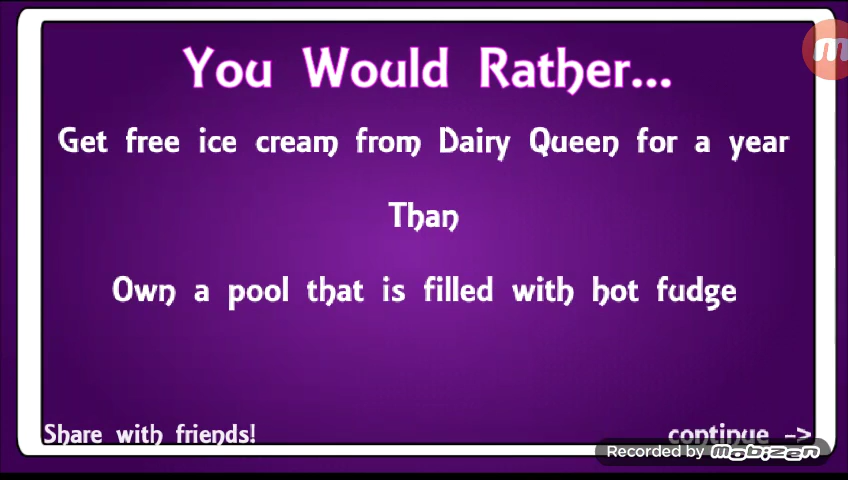 You Would Rather...
Get free ice cream from Dairy Queen for a year
Than
Own a pool that is filled with hot fudge
Share with friends!
continue ->
Recorded by Mobizen